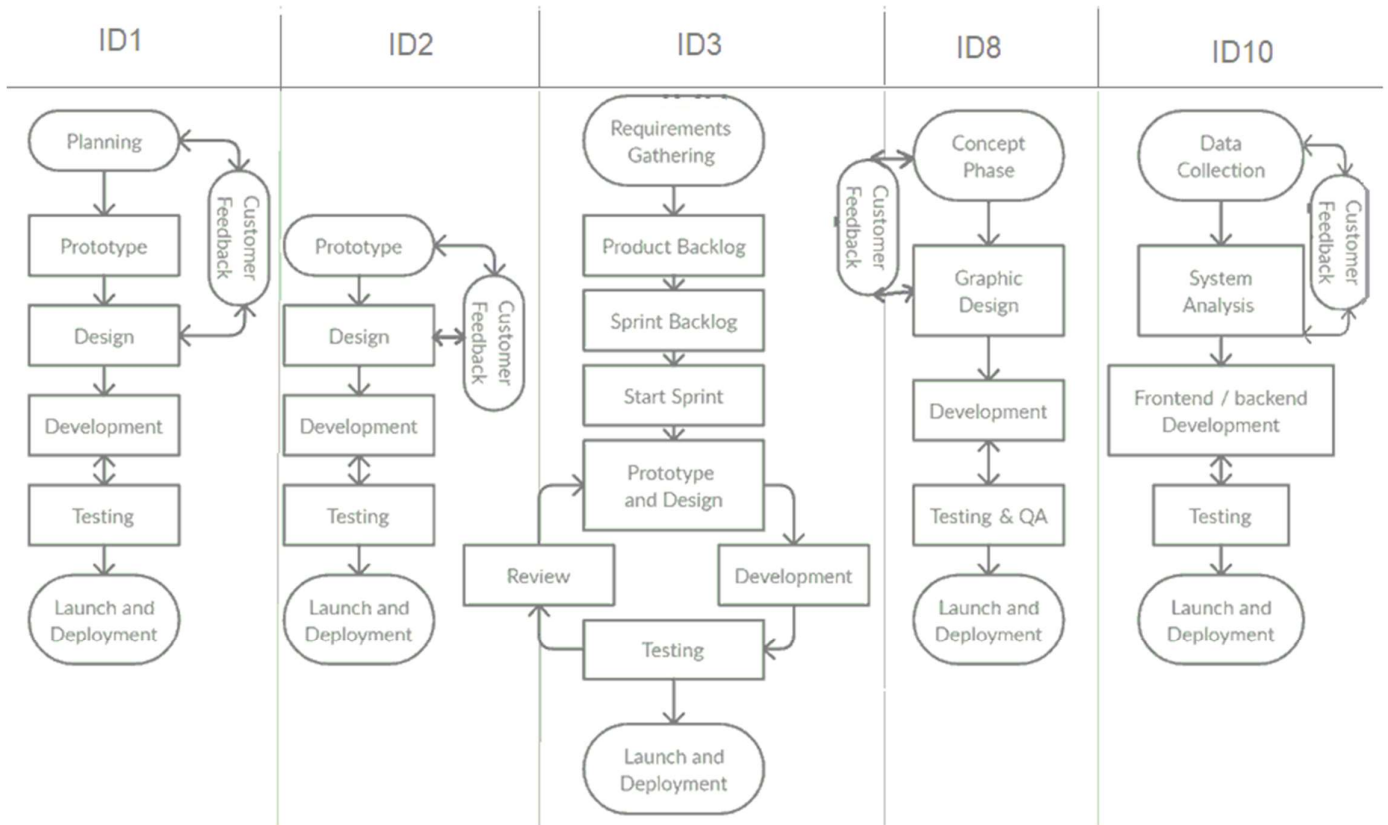 ID1
ID2
ID3
ID8
ID10
Planning
Customer
Feedback
Prototype
Design
Development
Testing
Launch and
Deployment
Prototype
Customer
Feedback
Design
Development
Testing
Launch and
Deployment
Requirements
Gathering
Product Backlog
Sprint Backlog
Start Sprint
Prototype
and Design
Review
Development
Testing
Launch and
Deployment
Concept
Phase
Customer
Feedback
Graphic
Design
Development
Testing & QA
Launch and
Deployment
Data
Collection
Customer
Feedback
System
Analysis
Frontend / backend
Development
Testing
Launch and
Deployment